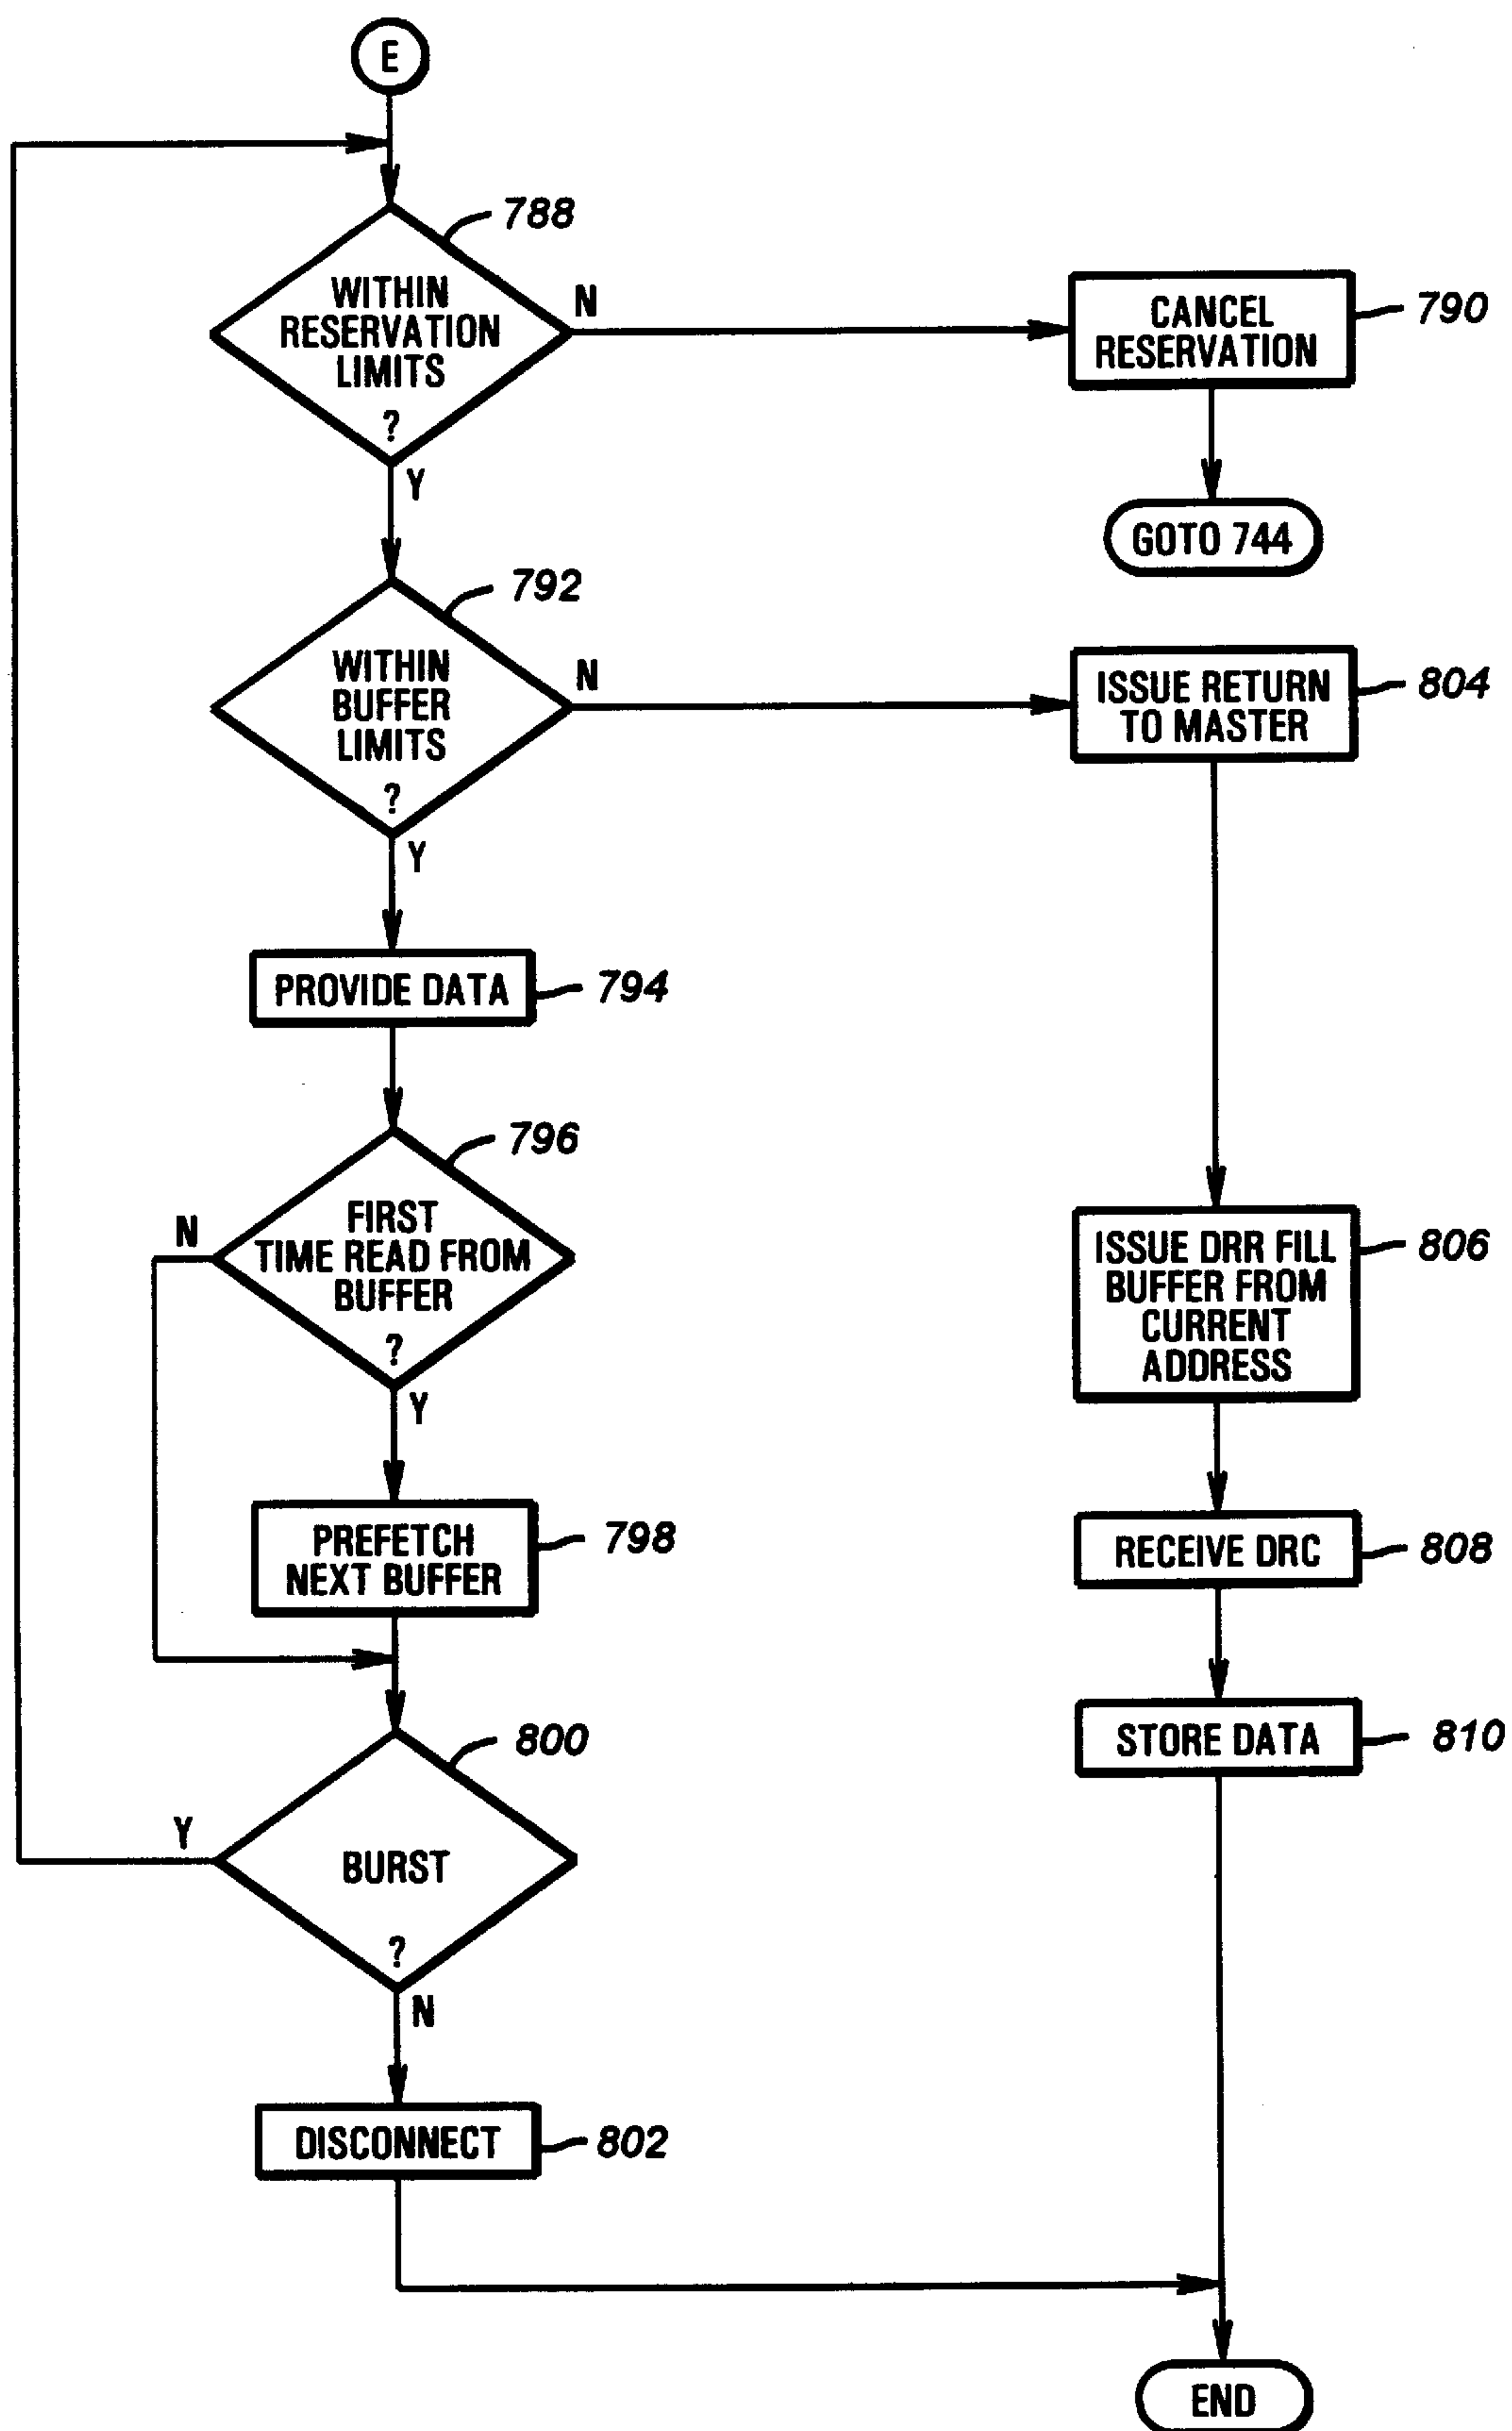 E
788
WITHIN
RESERVATION
LIMITS
?
N
Y
CANCEL
RESERVATION
790
GOTO 744
792
WITHIN
BUFFER
LIMITS
?
N
Y
ISSUE RETURN
TO MASTER
804
PROVIDE DATA
794
796
FIRST
TIME READ FROM
BUFFER
?
N
Y
ISSUE DRR FILL
BUFFER FROM
CURRENT
ADDRESS
806
PREFETCH
NEXT BUFFER
798
RECEIVE DRC
808
800
BURST
?
Y
N
STORE DATA
810
DISCONNECT
802
END